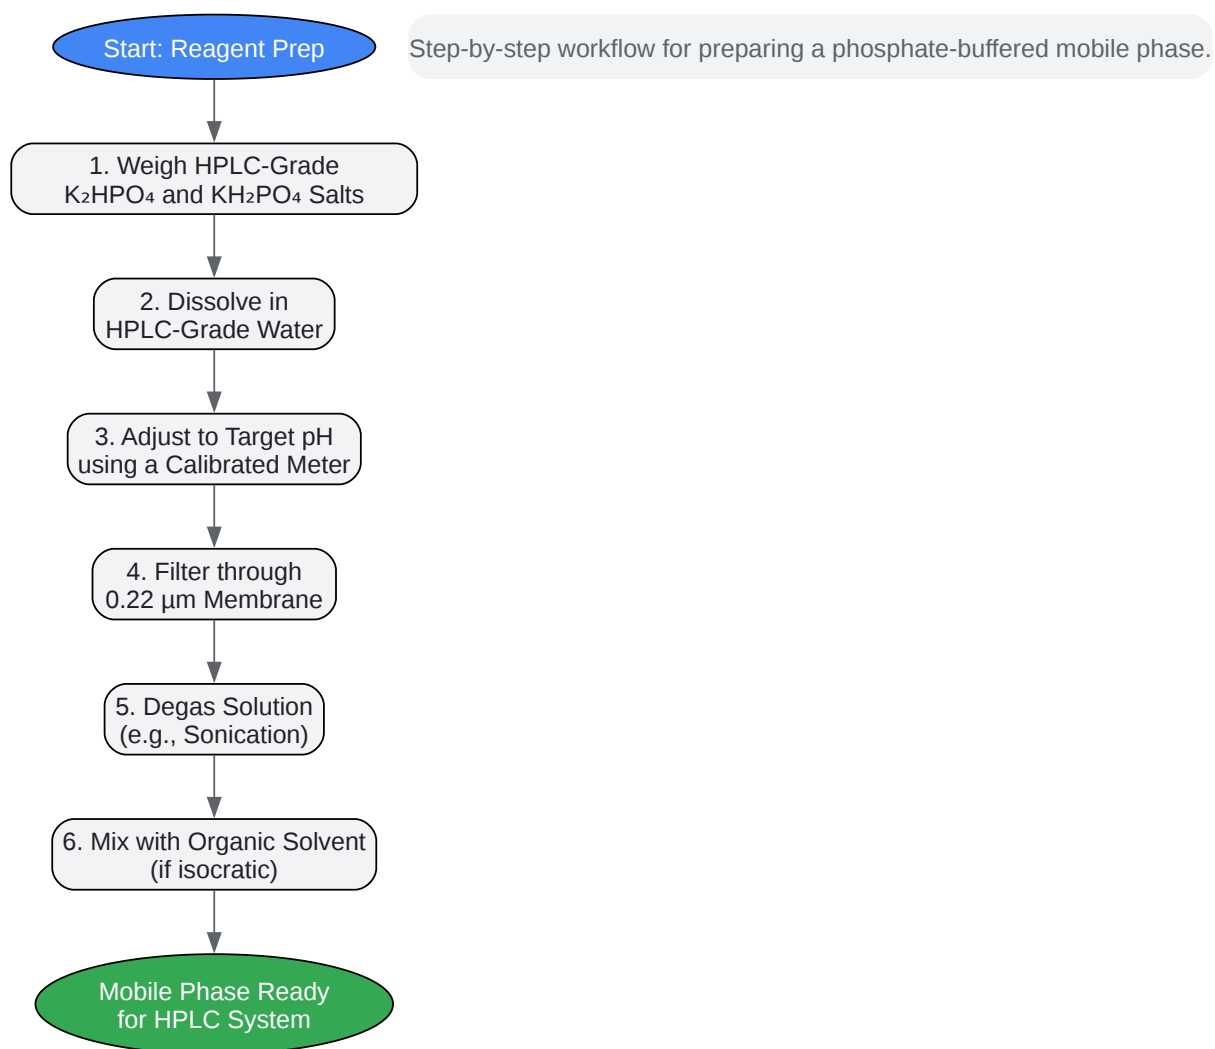 Start: Reagent Prep
Step-by-step workflow for preparing a phosphate-buffered mobile phase.
1. Weigh HPLC-Grade
K₂HPO₄ and KH₂PO₄ Salts
2. Dissolve in
HPLC-Grade Water
3. Adjust to Target pH
using a Calibrated Meter
4. Filter through
0.22 µm Membrane
5. Degas Solution
(e.g., Sonication)
6. Mix with Organic Solvent
(if isocratic)
Mobile Phase Ready
for HPLC System